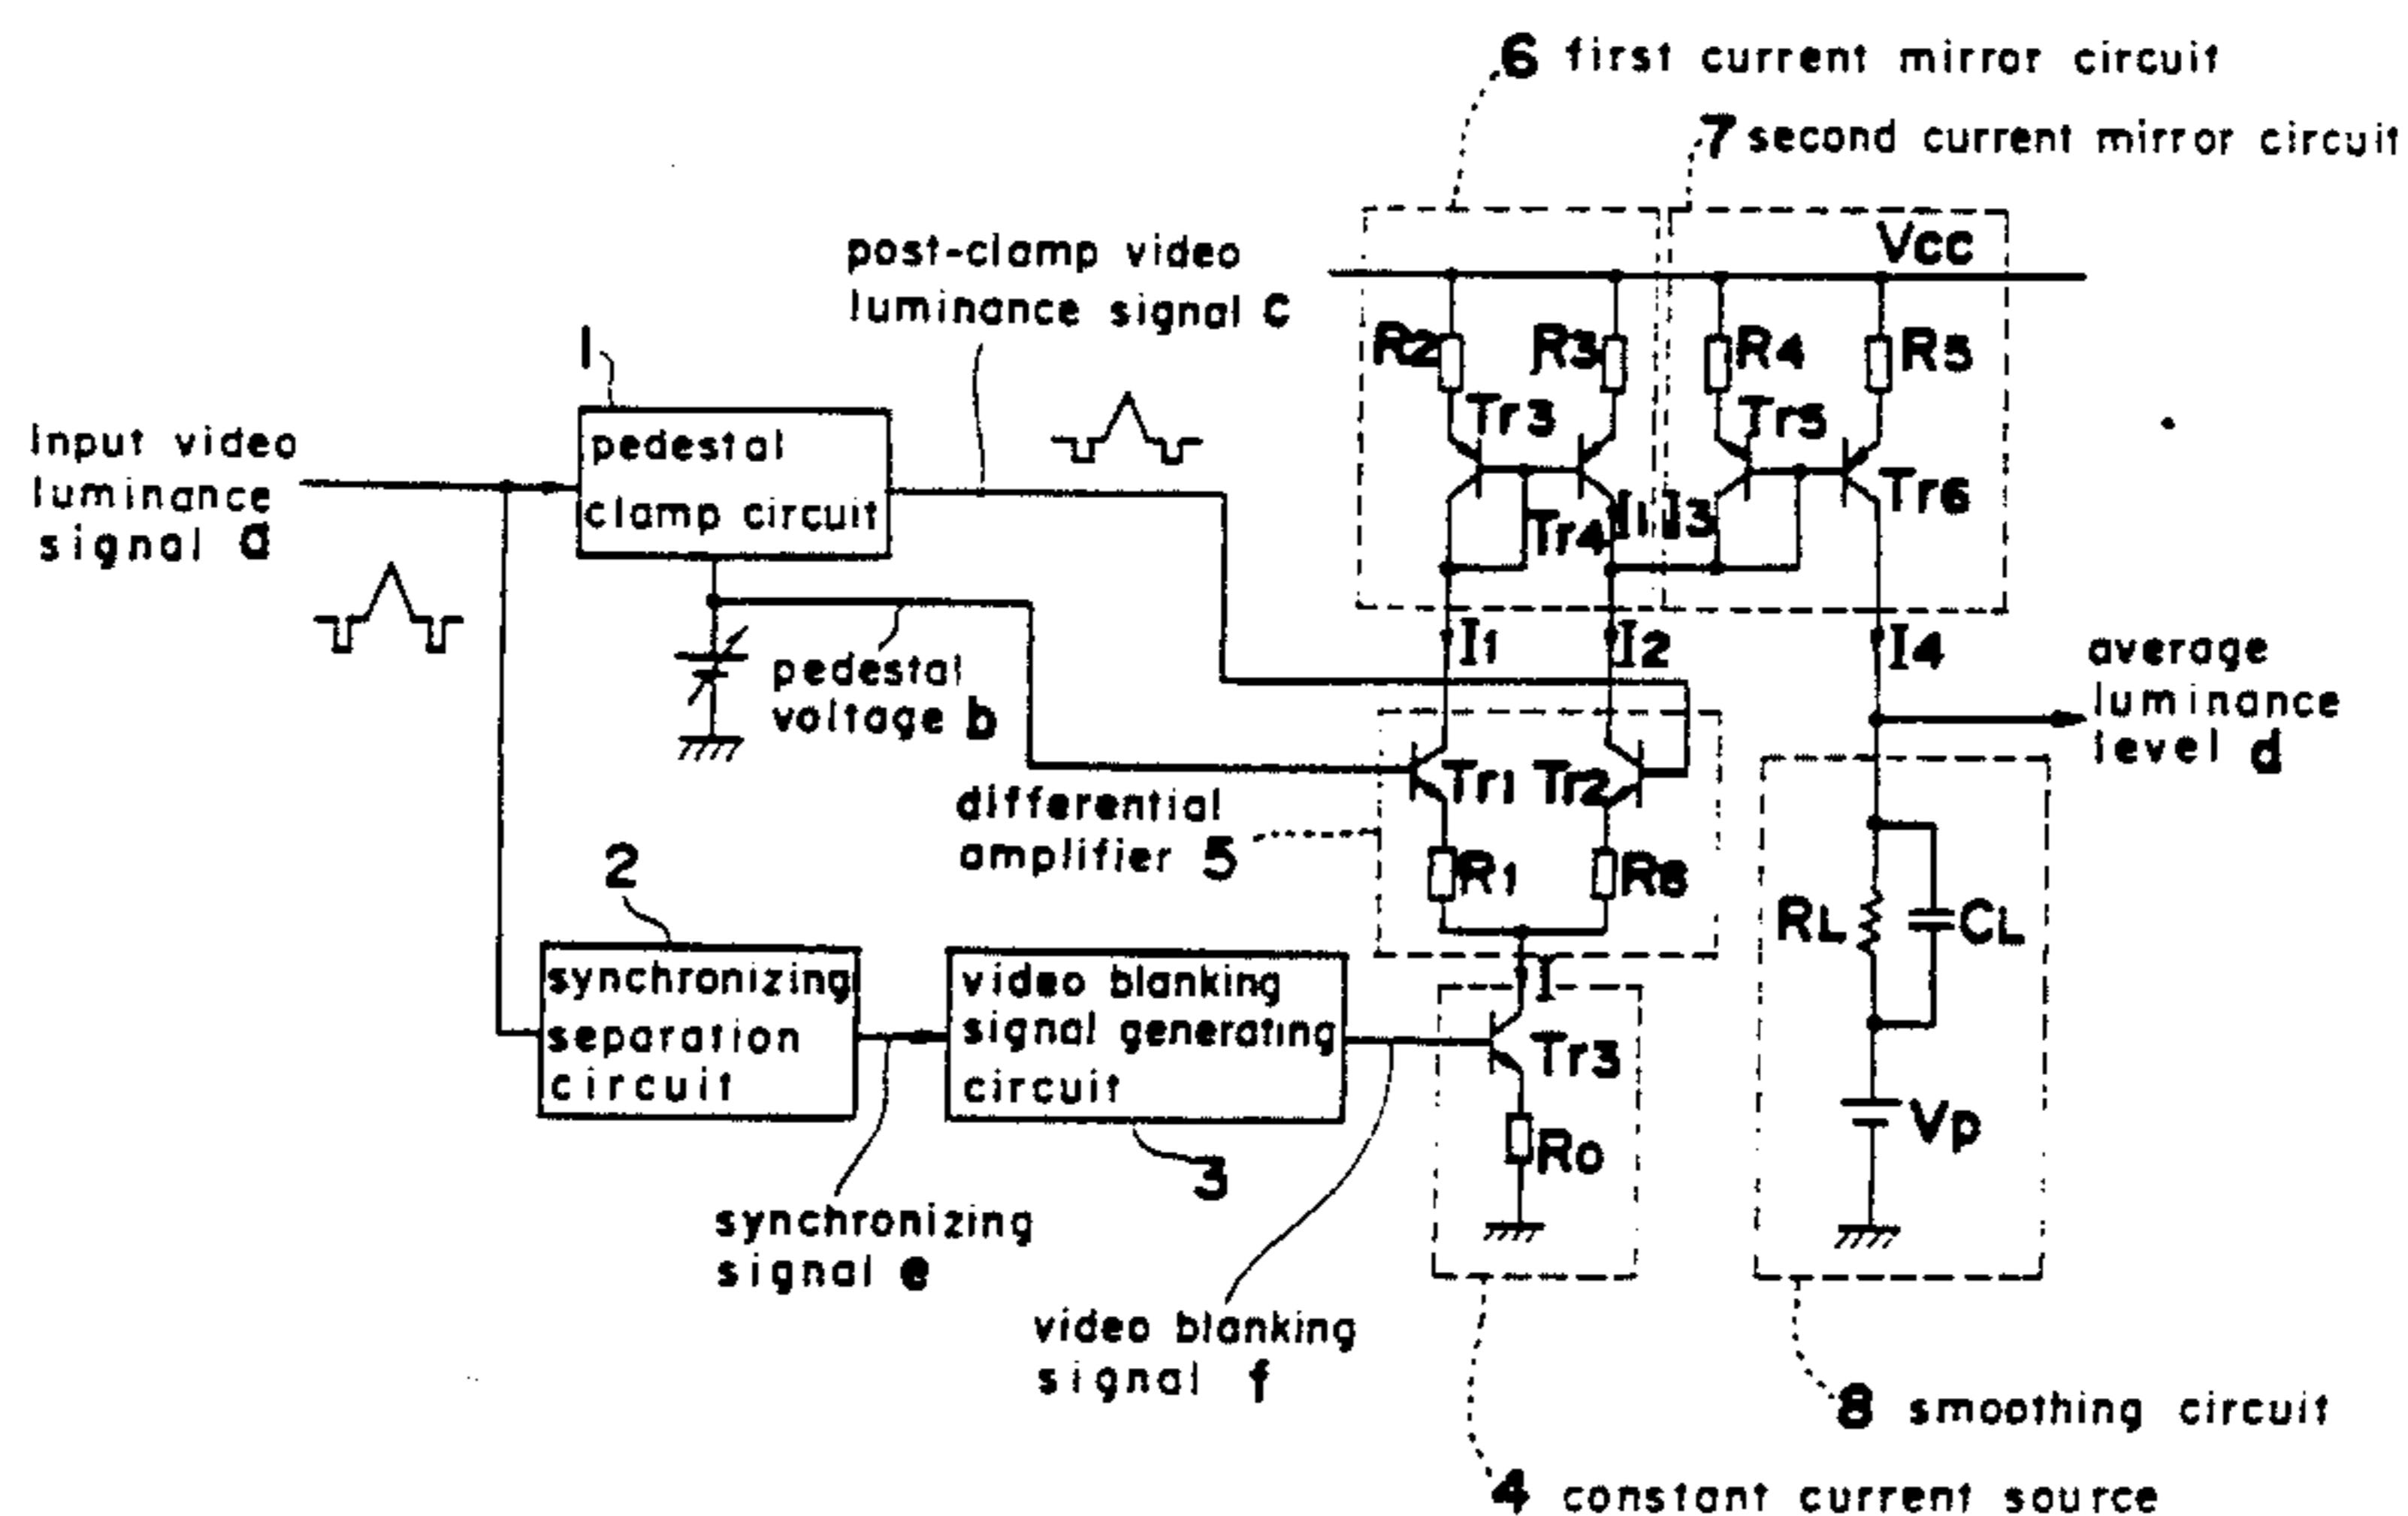 6 first current mirror circuit
7 second current mirror circuit
Vcc
post-clamp video
luminance signal c
1
R2
R3
R4
R5
Tr3
Tr5
Input video
luminance
signal a
pedestal
clamp circuit
Tr4
I1
I3
Tr6
I1
I2
I4
average
luminance
level d
pedestal
voltage b
Tr1
Tr2
differential
amplifier 5
2
R1
R6
RL
CL
synchronizing
separation
circuit
video blanking
signal generating
circuit
I
Tr3
Ro
Vp
3
synchronizing
signal e
video blanking
signal f
8 smoothing circuit
4 constant current source